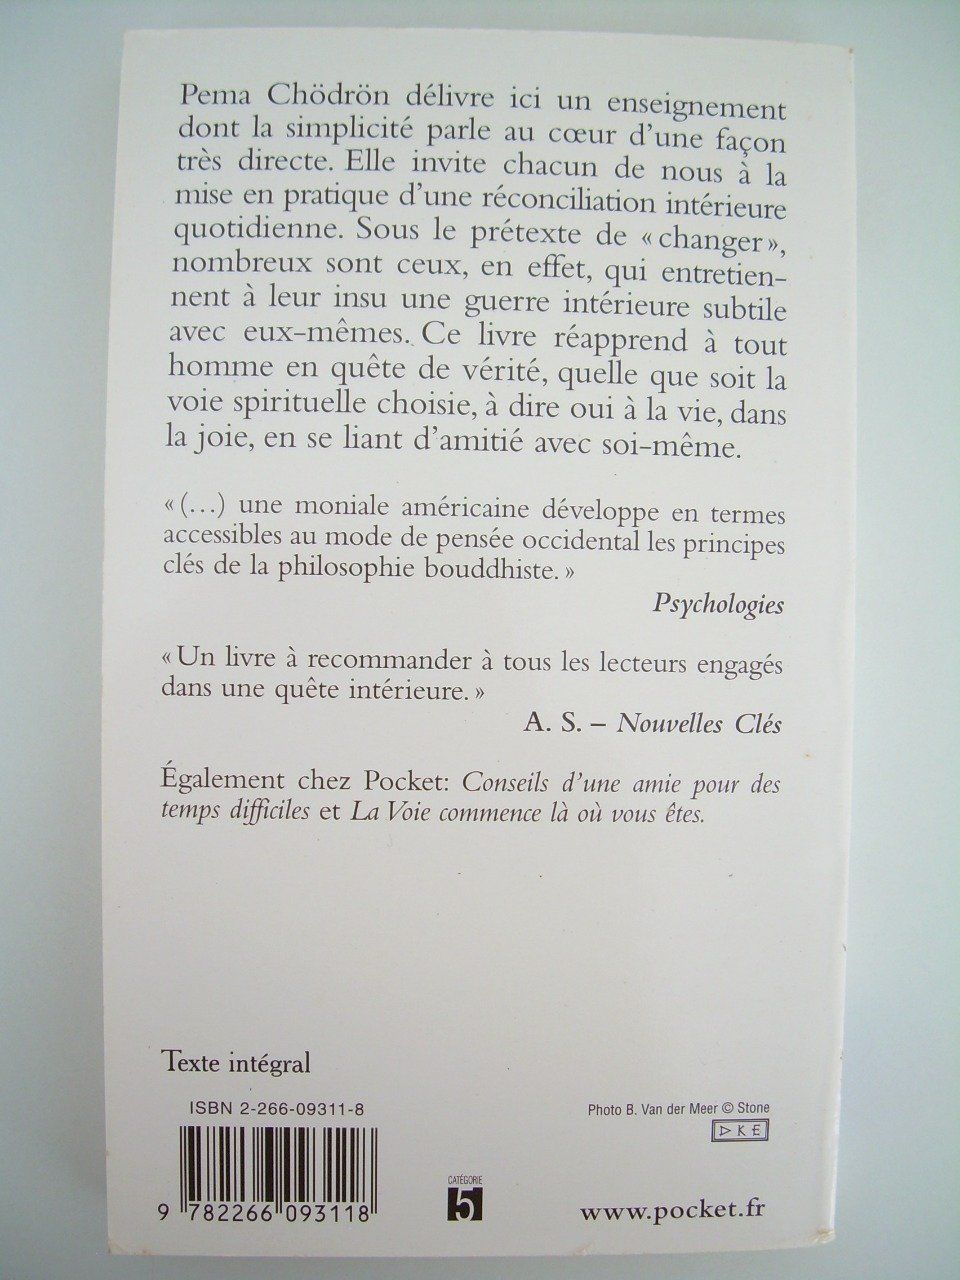 Pema Chödrön délivre ici un enseignement
dont la simplicité parle au cœur d'une façon
très directe. Elle invite chacun de nous à la
mise en pratique d'une réconciliation intérieure
quotidienne. Sous le prétexte de « changer »,
nombreux sont ceux, en effet, qui entretien-
nent à leur insu une guerre intérieure subtile
avec eux-mêmes. Ce livre réapprend à tout
homme en quête de vérité, quelle que soit la
voie spirituelle choisie, à dire oui à la vie, dans
la joie, en se liant d'amitié avec soi-même.
« (...) une moniale américaine développe en termes
accessibles au mode de pensée occidental les principes
clés de la philosophie bouddhiste. »
Psychologies
« Un livre à recommander à tous les lecteurs engagés
dans une quête intérieure. »
A. S. – Nouvelles Clés
Également chez Pocket: Conseils d'une amie pour des
temps difficiles et La Voie commence là où vous êtes.
Texte intégral
ISBN 2-266-09311-8
9 782266 093118
CATÉGORIE
5
Photo B. Van der Meer © Stone
DKE
www.pocket.fr